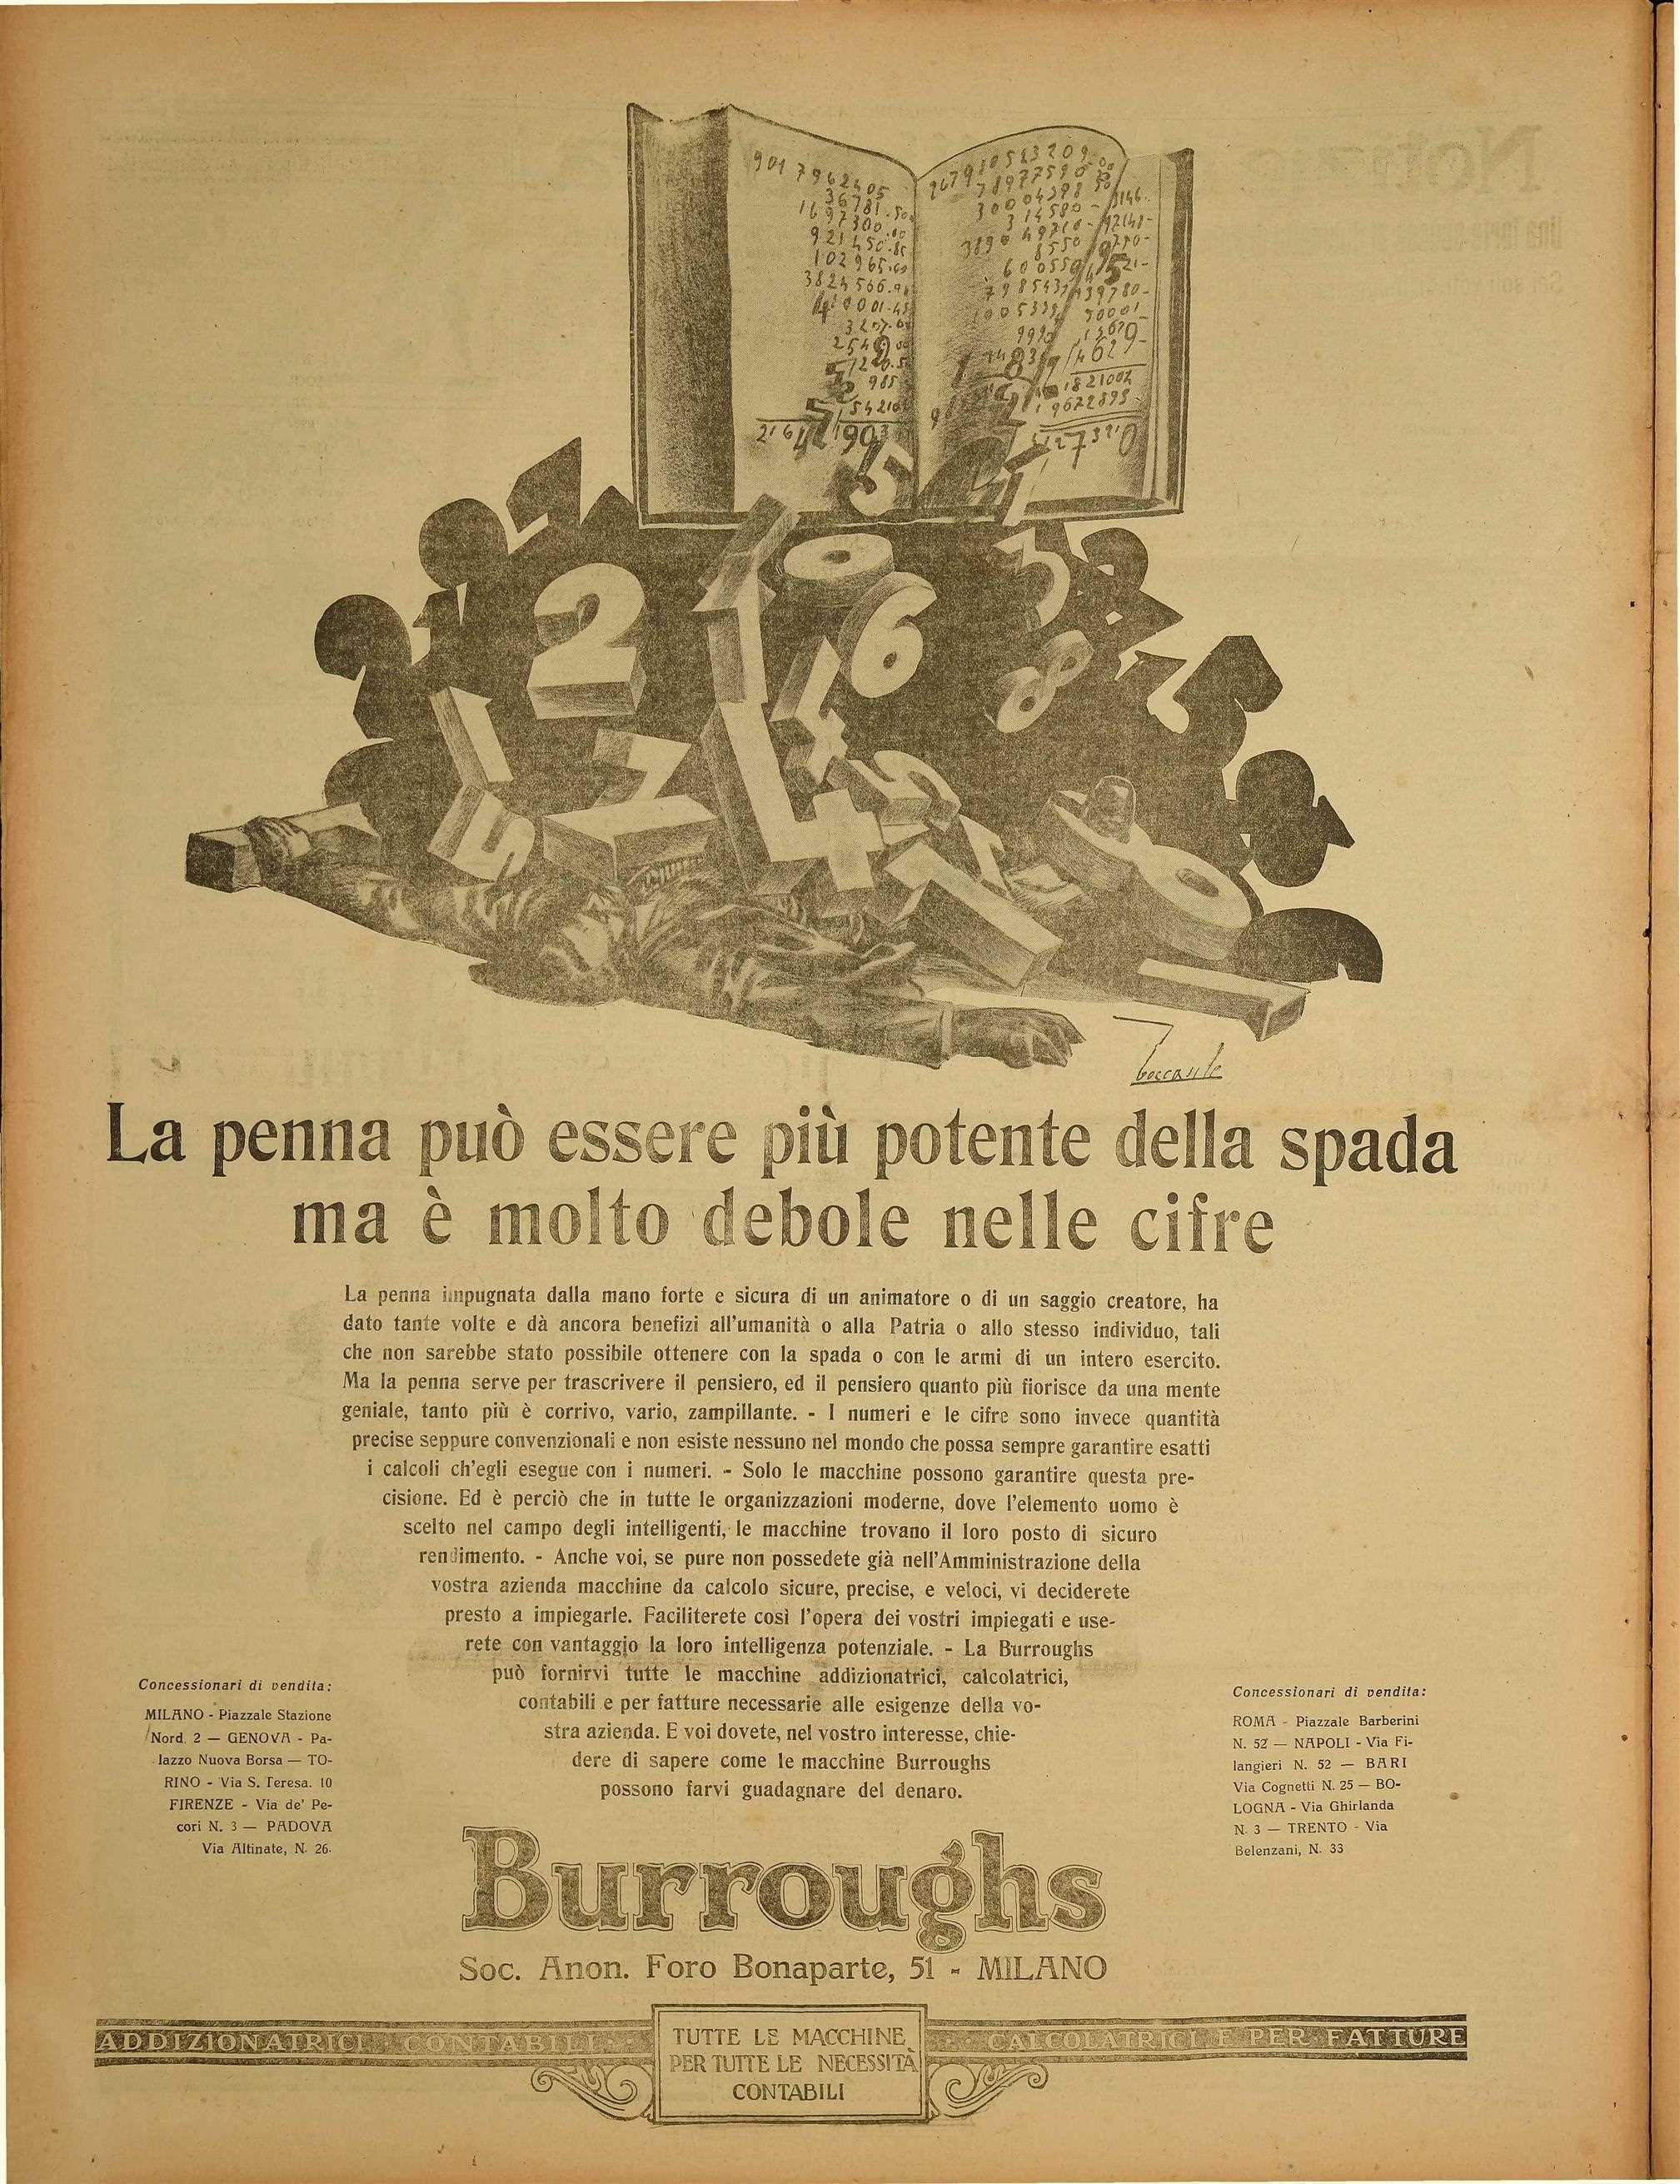 La penna può essere più potente della spada
ma è molto debole nelle cifre
La penna impugnata dalla mano forte e sicura di un animatore o di un saggio creatore, ha
dato tante volte e dà ancora benefizi all'umanità o alla Patria o allo stesso individuo, tali
che non sarebbe stato possibile ottenere con la spada o con le armi di un intero esercito.
Ma la penna serve per trascrivere il pensiero, ed il pensiero quanto più fiorisce da una mente
geniale, tanto più è corrivo, vario, zampillante. - I numeri e le cifre sono invece quantità
precise seppure convenzionali e non esiste nessuno nel mondo che possa sempre garantire esatti
i calcoli ch'egli esegue con i numeri. - Solo le macchine possono garantire questa pre-
cisione. Ed è perciò che in tutte le organizzazioni moderne, dove l'elemento uomo è
scelto nel campo degli intelligenti, le macchine trovano il loro posto di sicuro
rendimento. - Anche voi, se pure non possedete già nell'Amministrazione della
vostra azienda macchine da calcolo sicure, precise, e veloci, vi deciderete
presto a impiegarle. Faciliterete così l'opera dei vostri impiegati e use-
rete con vantaggio la loro intelligenza potenziale. - La Burroughs
può fornirvi tutte le macchine addizionatrici, calcolatrici,
contabili e per fatture necessarie alle esigenze della vo-
stra azienda. E voi dovete, nel vostro interesse, chie-
dere di sapere come le macchine Burroughs
possono farvi guadagnare del denaro.
Concessionari di vendita:
MILANO - Piazzale Stazione
Nord. 2 — GENOVA - Pa-
lazzo Nuova Borsa — TO-
RINO - Via S. Teresa. 10
FIRENZE - Via de' Pe-
cori N. 3 — PADOVA
Via Altinate, N. 26.
Concessionari di vendita:
ROMA - Piazzale Barberini
N. 52 — NAPOLI - Via Fi-
langieri N. 52 — BARI
Via Cognetti N. 25 — BO-
LOGNA - Via Ghirlanda
N. 3 — TRENTO - Via
Belenzani, N. 33
Burroughs
Soc. Anon. Foro Bonaparte, 51 - MILANO
ADDIZIONATRICI CONTABILI
TUTTE LE MACCHINE
PER TUTTE LE NECESSITÀ
CONTABILI
CALCOLATRICI E PER FATTURE